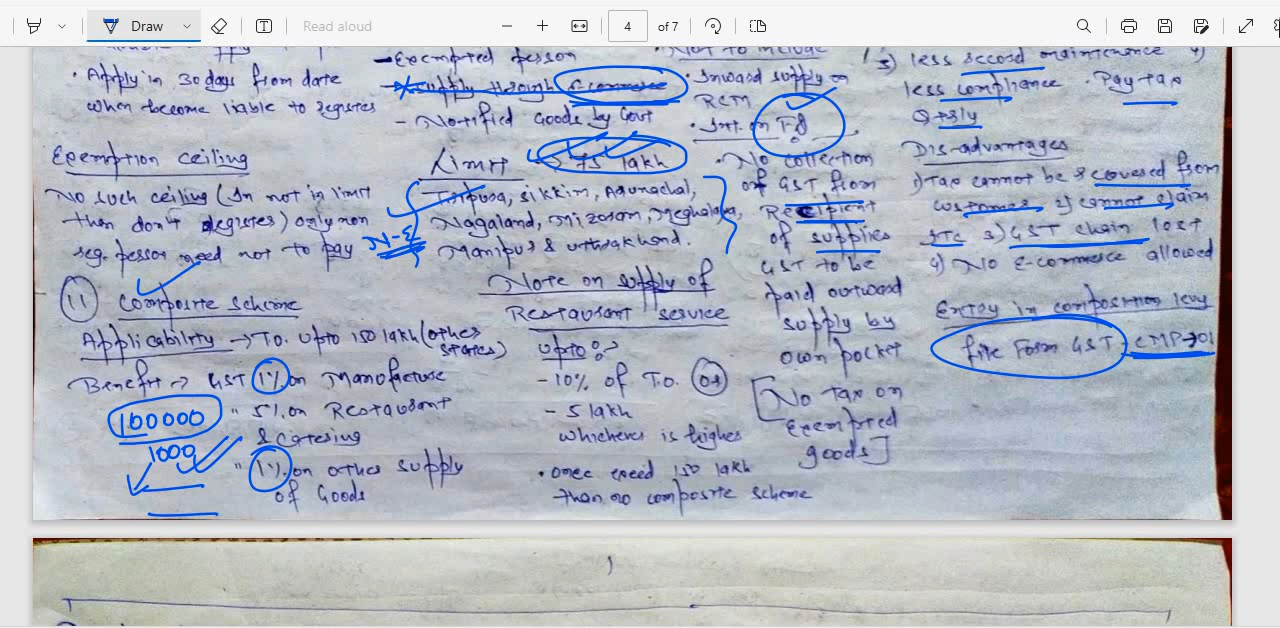 Draw
Read aloud
4
of 7
Apply in 30 days from date
when become liable to register
Exemption ceiling
No such ceiling (In not in limit
then don't register) only non
reg. person need not to pay
N-E
11 Composite scheme
Applicability → T.O. upto 150 lakh (other
states)
Benefit → GST 1% on Manufacture
" 5% on Restaurant
& catering
" 1% on other supply
of Goods
100000
1000
- Exempted person
x supply through E-commerce
- Notified Goods by Govt
Limit → 75 lakh
Tripura, Sikkim, Arunachal,
Nagaland, Mizoram, Meghalaya,
Manipur & Uttrakhand.
Note on supply of
Restaurant service
upto :-
- 10% of T.O. or
- 5 lakh
whichever is higher
once exceed 150 lakh
than no composite scheme
Not to include
Inward supply on
RCM
Int. on
No collection
of GST from
Recipient
of supplies
GST to be
paid outward
supply by
own pocket
[No tax on
Exempted
goods]
3) less record maintenance 4)
less compliance . Pay tax
Qtrly
Dis-advantages
1) Tax cannot be recovered from
customer 2) cannot claim
ITC 3) GST chain lost
4) No E-commerce allowed
Entry in composition levy
file Form GST CMP-01